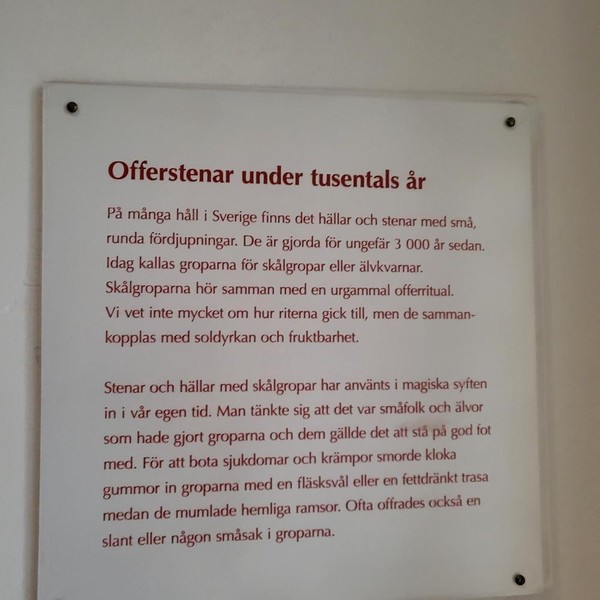 Offerstenar under tusentals år
På många håll i Sverige finns det hällar och stenar med små,
runda fördjupningar. De är gjorda för ungefär 3 000 år sedan.
Idag kallas groparna för skålgropar eller älvkvarnar.
Skålgroparna hör samman med en urgammal offerritual.
Vi vet inte mycket om hur riterna gick till, men de samman-
kopplas med soldyrkan och fruktbarhet.
Stenar och hällar med skålgropar har använts i magiska syften
in i vår egen tid. Man tänkte sig att det var småfolk och älvor
som hade gjort groparna och dem gällde det att stå på god fot
med. För att bota sjukdomar och krämpor smorde kloka
gummor in groparna med en fläsksvål eller en fettdränkt trasa
medan de mumlade hemliga ramsor. Ofta offrades också en
slant eller någon småsak i groparna.